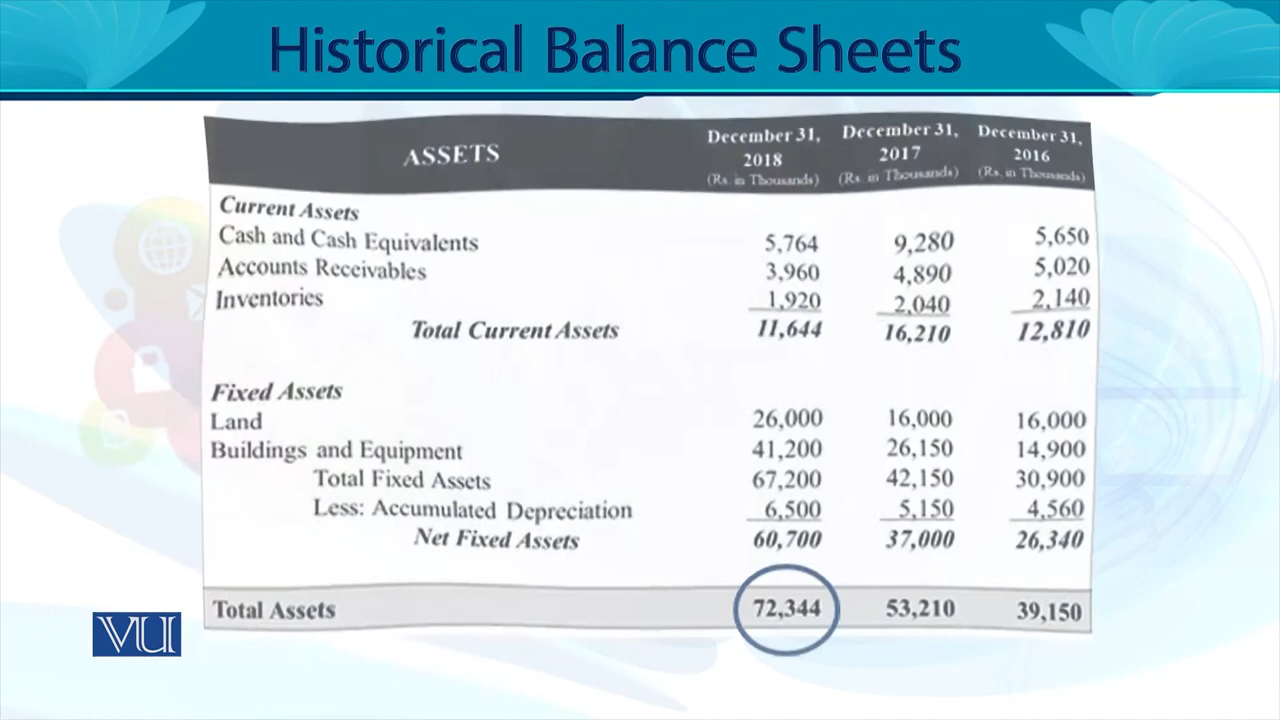 Historical Balance Sheets
ASSETS December 31, 2018 (Rs. in Thousands) December 31, 2017 (Rs. in Thousands) December 31, 2016 (Rs. in Thousands)
Current Assets
Cash and Cash Equivalents 5,764 9,280 5,650
Accounts Receivables 3,960 4,890 5,020
Inventories 1,920 2,040 2,140
Total Current Assets 11,644 16,210 12,810
Fixed Assets
Land 26,000 16,000 16,000
Buildings and Equipment 41,200 26,150 14,900
Total Fixed Assets 67,200 42,150 30,900
Less: Accumulated Depreciation 6,500 5,150 4,560
Net Fixed Assets 60,700 37,000 26,340
Total Assets 72,344 53,210 39,150
VU